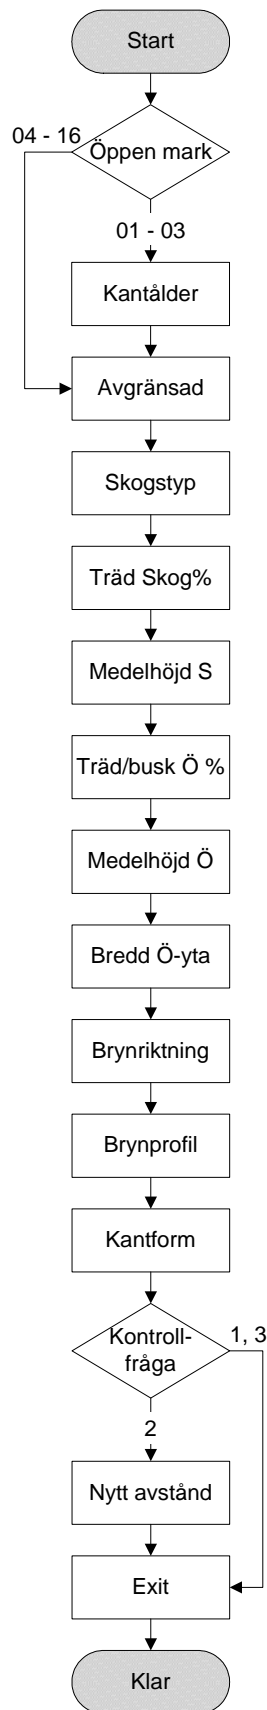 Start
04 - 16
Öppen mark
01 - 03
Kantålder
Avgränsad
Skogstyp
Träd Skog%
Medelhöjd S
Träd/busk Ö %
Medelhöjd Ö
Bredd Ö-yta
Brynriktning
Brynprofil
Kantform
Kontroll-
fråga
1, 3
2
Nytt avstånd
Exit
Klar